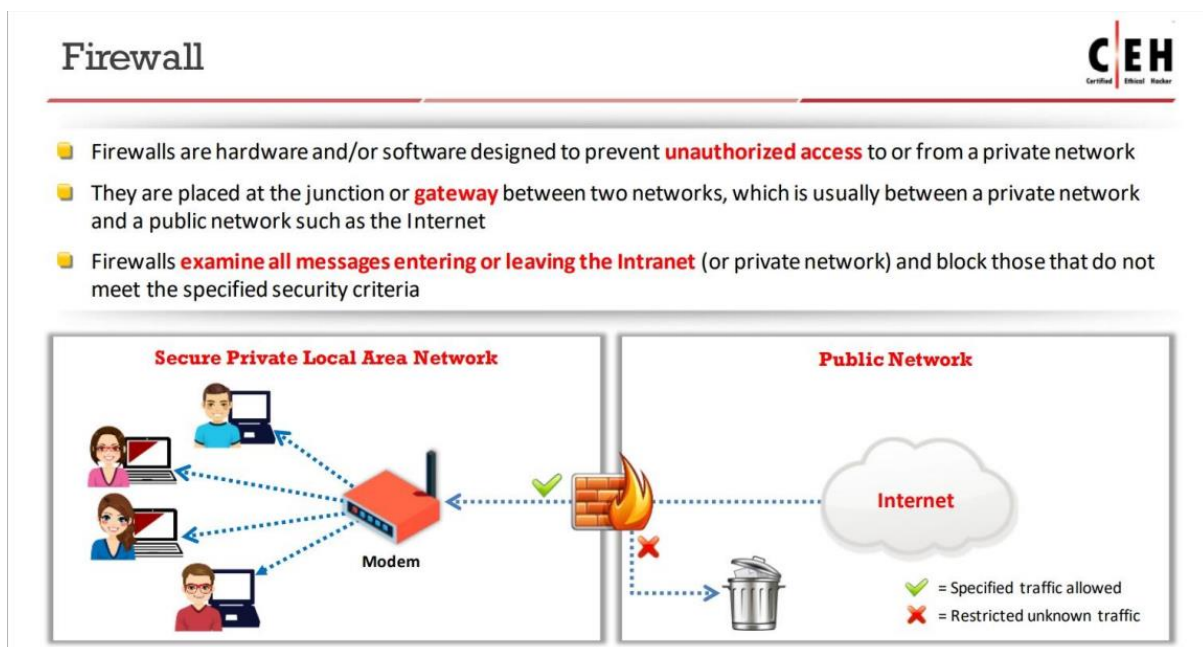 Firewall
C EH
Certified Ethical Hacker
Firewalls are hardware and/or software designed to prevent unauthorized access to or from a private network
They are placed at the junction or gateway between two networks, which is usually between a private network
and a public network such as the Internet
Firewalls examine all messages entering or leaving the Intranet (or private network) and block those that do not
meet the specified security criteria
Secure Private Local Area Network
Modem
Public Network
Internet
= Specified traffic allowed
= Restricted unknown traffic